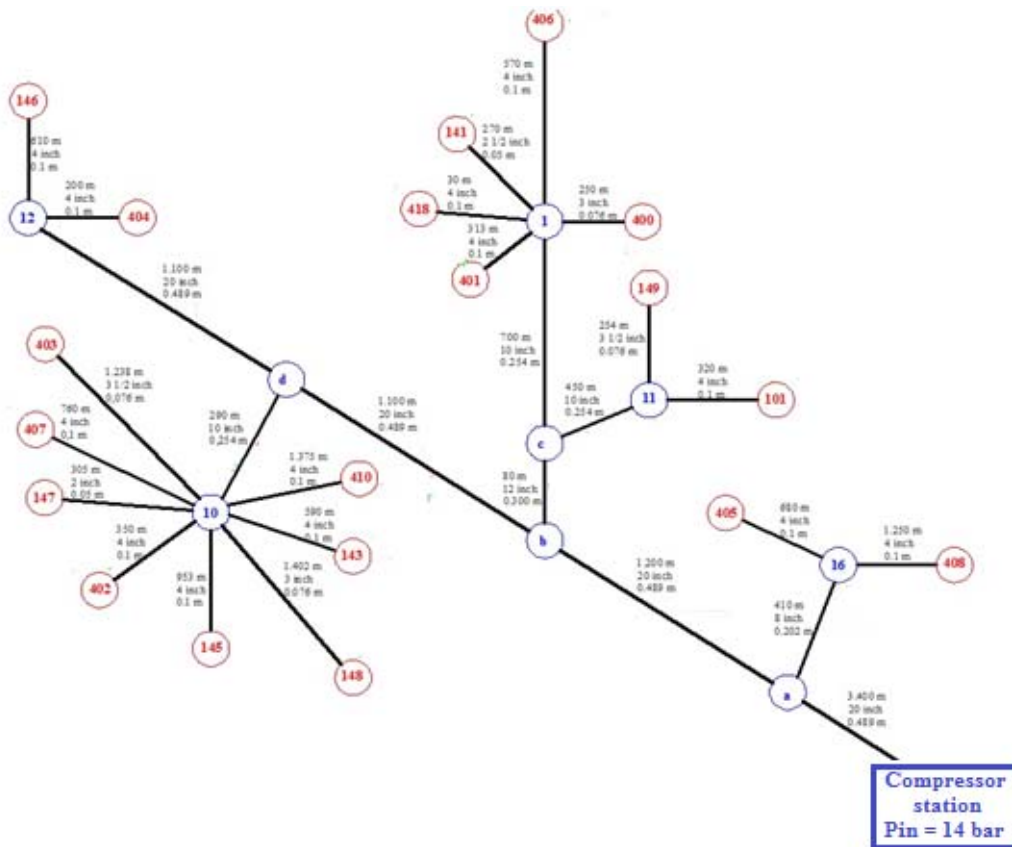 406
570 m
4 inch
0.1 m
146
610 m
4 inch
0.1 m
200 m
4 inch
0.1 m
12
404
141
270 m
2 1/2 inch
0.05 m
30 m
4 inch
0.1 m
418
1
250 m
3 inch
0.076 m
400
313 m
4 inch
0.1 m
401
1.100 m
20 inch
0.489 m
149
254 m
3 1/2 inch
0.076 m
700 m
10 inch
0.254 m
320 m
4 inch
0.1 m
11
101
450 m
10 inch
0.254 m
c
403
1.238 m
3 1/2 inch
0,076 m
d
290 m
10 inch
0,254 m
1.100 m
20 inch
0.489 m
760 m
4 inch
0,1 m
407
305 m
2 inch
0.05 m
147
1.375 m
4 inch
0.1 m
410
80 m
12 inch
0.300 m
b
10
350 m
4 inch
0.1 m
402
590 m
4 inch
0.1 m
143
953 m
4 inch
0.1 m
145
1.402 m
3 inch
0.076 m
148
405
680 m
4 inch
0.1 m
16
1.250 m
4 inch
0.1 m
408
1.200 m
20 inch
0.489 m
410 m
8 inch
0.202 m
a
3.400 m
20 inch
0.489 m
Compressor
station
Pin = 14 bar